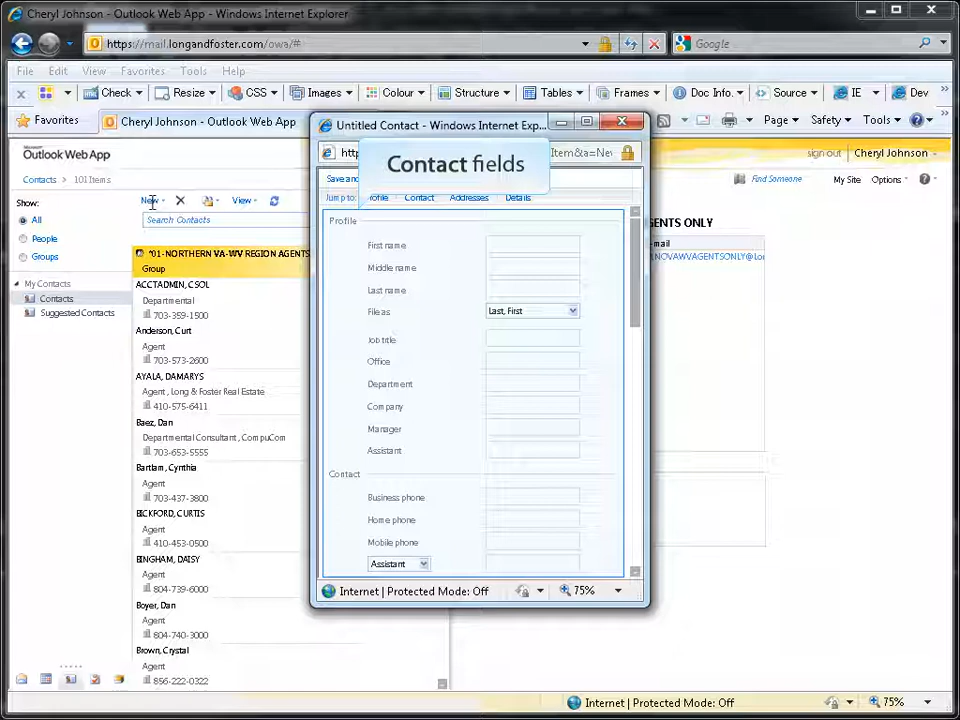 Cheryl Johnson - Outlook Web App - Windows Internet Explorer
https://mail.longandfoster.com/owa/#
Google
File Edit View Favorites Tools Help
Check Resize CSS Images Colour Structure Tables Frames Doc Info. Source IE Dev
Favorites
Cheryl Johnson - Outlook Web App
Page Safety Tools
Microsoft
Outlook Web App
sign out Cheryl Johnson
Contacts 101 Items
Find Someone My Site Options
Show:
All
People
Groups
My Contacts
Contacts
Suggested Contacts
New View
Search Contacts
*01-NORTHERN VA-WV REGION AGENTS
Group
ACCTADMIN, CSOL
Departmental
703-359-1500
Anderson, Curt
Agent
703-573-2600
AYALA, DAMARYS
Agent, Long & Foster Real Estate
410-575-6411
Baez, Dan
Departmental Consultant, CompuCom
703-653-5555
Bartlam, Cynthia
Agent
703-437-3800
BICKFORD, CURTIS
Agent
410-453-0500
BINGHAM, DAISY
Agent
804-739-6000
Boyer, Dan
Agent
804-740-3000
Brown, Crystal
Agent
856-222-0322
Untitled Contact - Windows Internet Exp...
http
Item&a=Nev
Contact fields
Save and
Jump to: Profile Contact Addresses Details
Profile
First name
Middle name
Last name
File as Last, First
Job title
Office
Department
Company
Manager
Assistant
Contact
Business phone
Home phone
Mobile phone
Assistant
Internet | Protected Mode: Off 75%
GENTS ONLY
-mail
Internet | Protected Mode: Off 75%